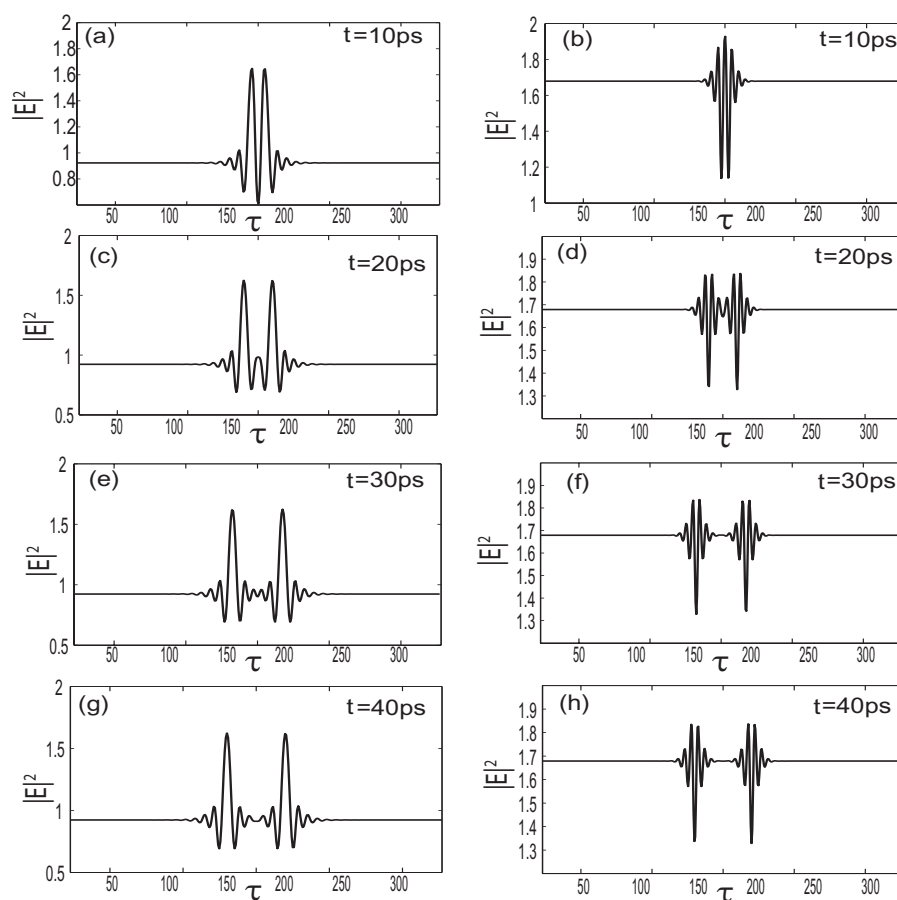 (a) t=10ps
2
1.8
1.6
1.4
1.2
1
0.8
|E|²
50 100 150 200 250 300
τ
(b) t=10ps
2
1.8
1.6
1.4
1.2
1
|E|²
50 100 150 200 250 300
τ
(c) t=20ps
2
1.5
1
0.5
|E|²
50 100 150 200 250 300
τ
(d) t=20ps
1.9
1.8
1.7
1.6
1.5
1.4
1.3
|E|²
50 100 150 200 250 300
τ
(e) t=30ps
2
1.5
1
0.5
|E|²
50 100 150 200 250 300
τ
(f) t=30ps
1.9
1.8
1.7
1.6
1.5
1.4
1.3
|E|²
50 100 150 200 250 300
τ
(g) t=40ps
2
1.5
1
0.5
|E|²
50 100 150 200 250 300
τ
(h) t=40ps
1.9
1.8
1.7
1.6
1.5
1.4
1.3
|E|²
50 100 150 200 250 300
τ